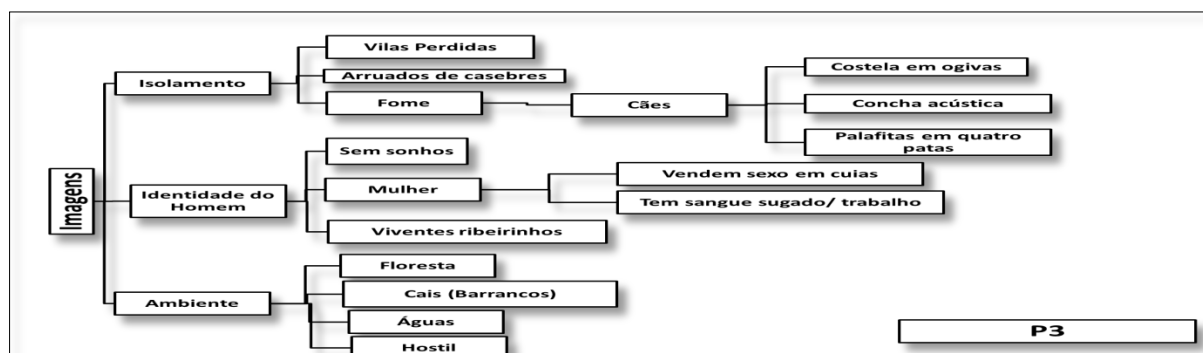 Imagens
Isolamento
Vilas Perdidas
Arruados de casebres
Fome
Cães
Costela em ogivas
Concha acústica
Palafitas em quatro
patas
Identidade do
Homem
Sem sonhos
Mulher
Vendem sexo em cuias
Tem sangue sugado/ trabalho
Viventes ribeirinhos
Ambiente
Floresta
Cais (Barrancos)
Águas
Hostil
P3